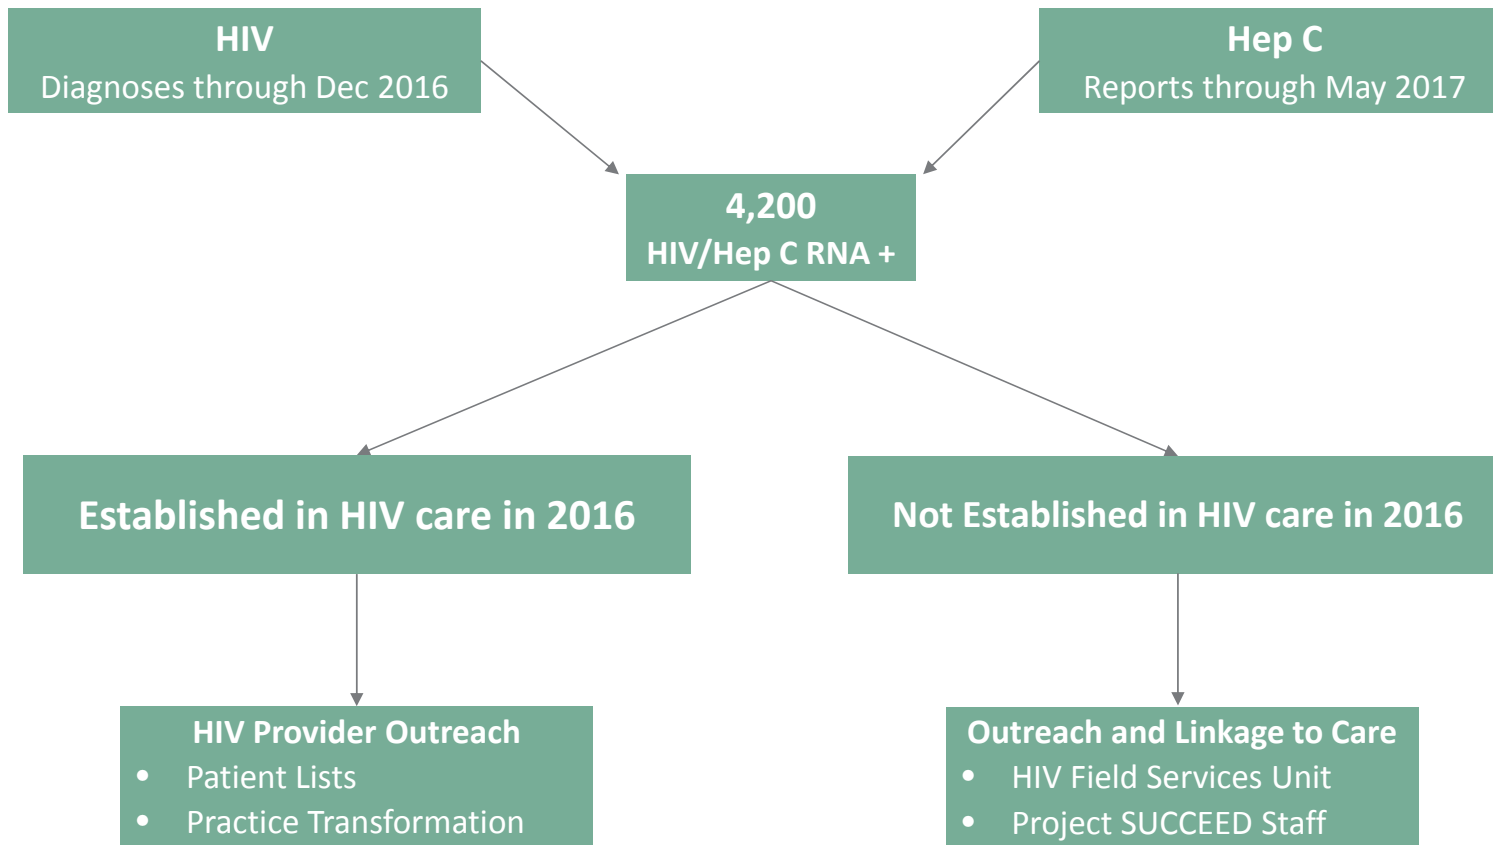 HIV
Diagnoses through Dec 2016
Hep C
Reports through May 2017
4,200
HIV/Hep C RNA +
Established in HIV care in 2016
Not Established in HIV care in 2016
HIV Provider Outreach
• Patient Lists
• Practice Transformation
Outreach and Linkage to Care
• HIV Field Services Unit
• Project SUCCEED Staff